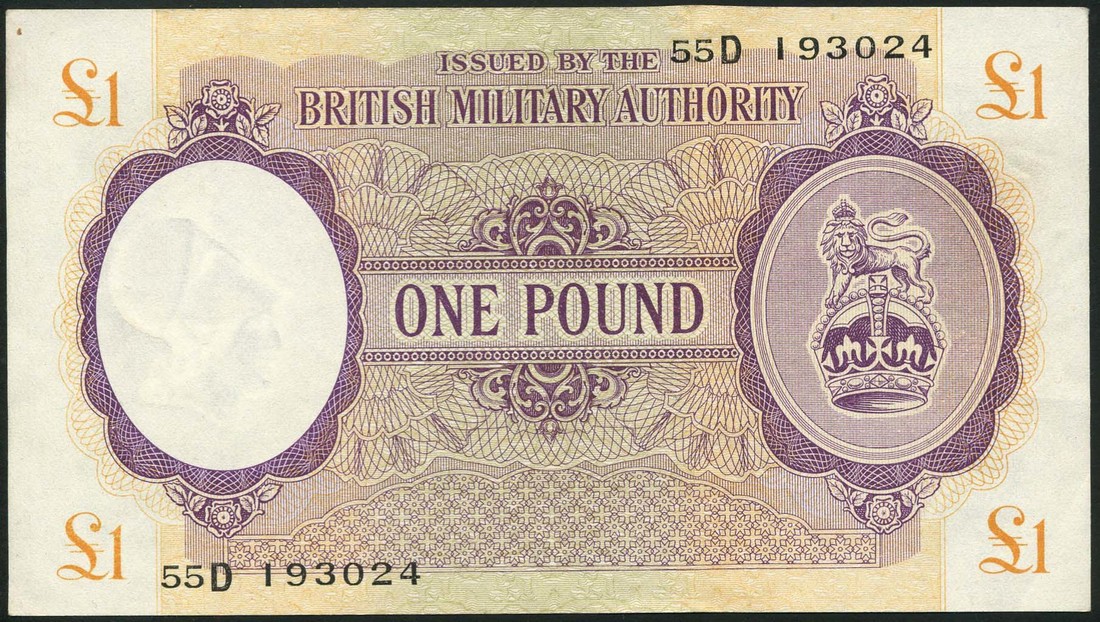 £1
ISSUED BY THE
55D 193024
£1
BRITISH MILITARY AUTHORITY
ONE POUND
£1
55D 193024
£1